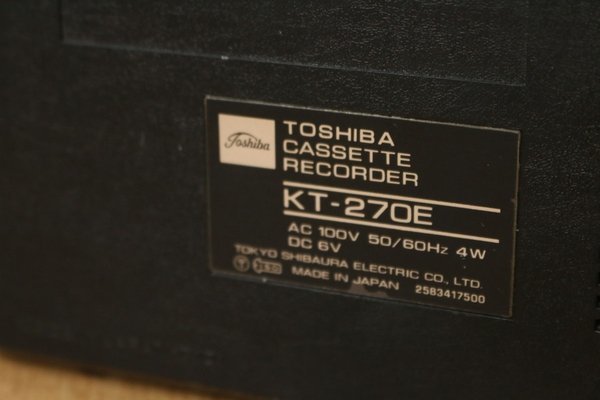 Toshiba
TOSHIBA
CASSETTE
RECORDER
KT-270E
AC 100V 50/60Hz 4W
DC 6V
TOKYO SHIBAURA ELECTRIC CO., LTD.
MADE IN JAPAN 2583417500